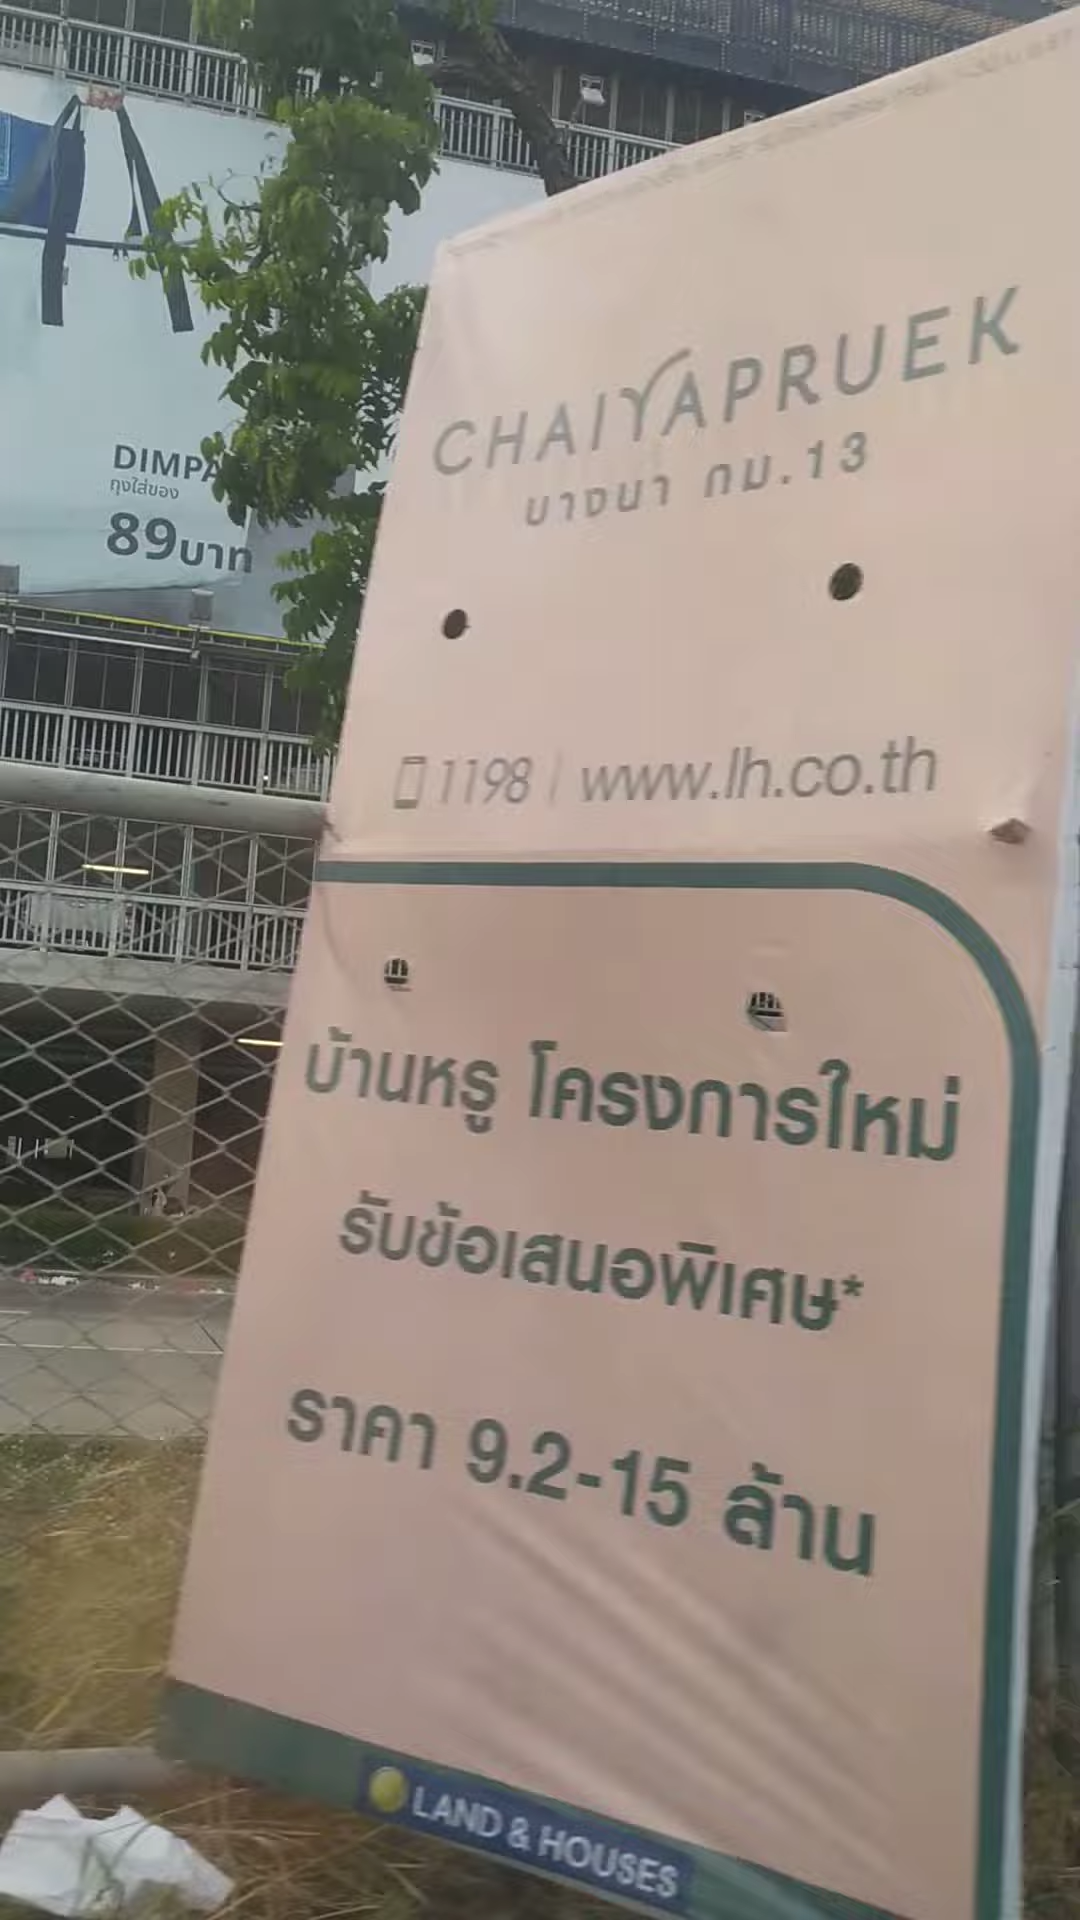 DIMPA
ถุงใส่ของ
89บาท
CHAIYAPRUEK
บางนา กม.13
1198 | www.lh.co.th
บ้านหรู โครงการใหม่
รับข้อเสนอพิเศษ*
ราคา 9.2-15 ล้าน
LAND & HOUSES